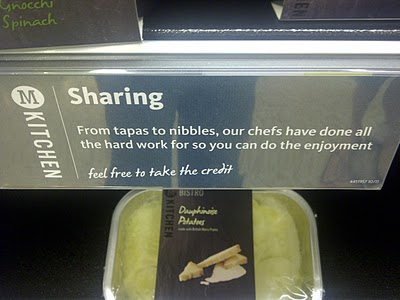 Gnocchi
Spinach
M
KITCHEN
Sharing
From tapas to nibbles, our chefs have done all
the hard work for so you can do the enjoyment
feel free to take the credit
BISTRO
KITCHEN
Dauphinoise
Potatoes